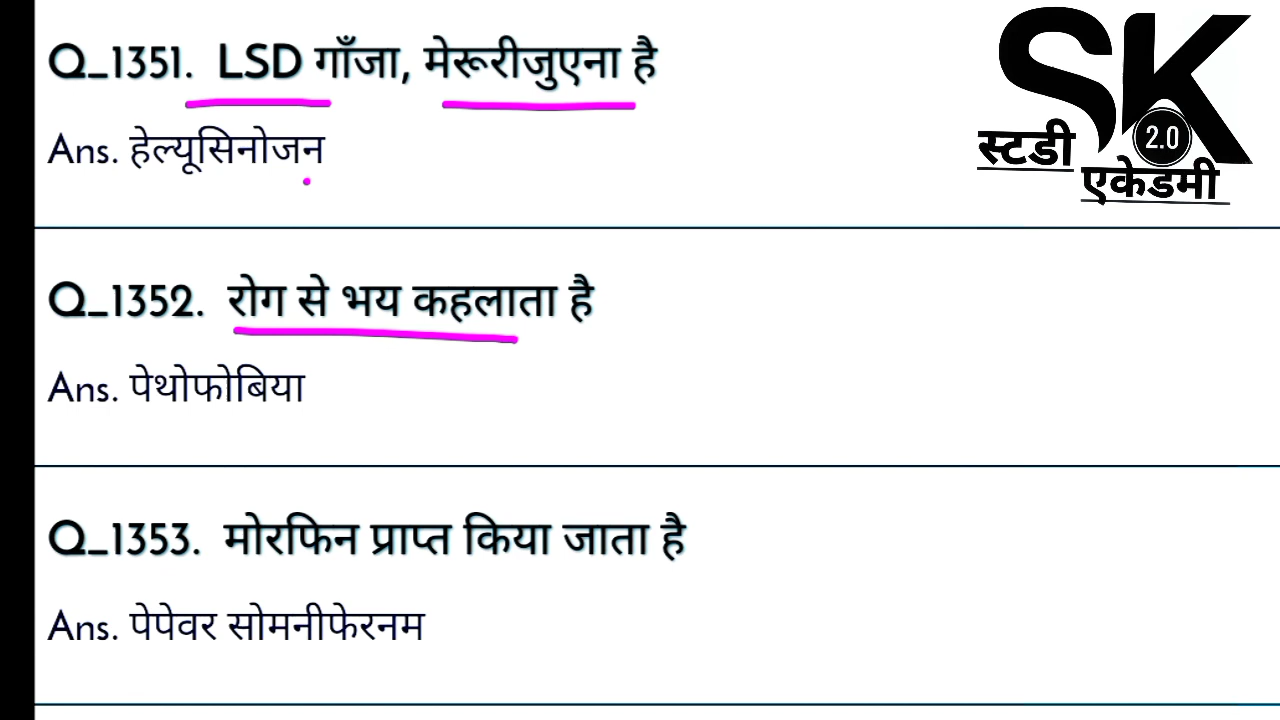 Q_1351. LSD गाँजा, मेरूरीजुएना है
Ans. हेल्यूसिनोजन
Q_1352. रोग से भय कहलाता है
Ans. पेथोफोबिया
Q_1353. मोरफिन प्राप्त किया जाता है
Ans. पेपेवर सोमनीफेरनम
SK
2.0
स्टडी
एकेडमी